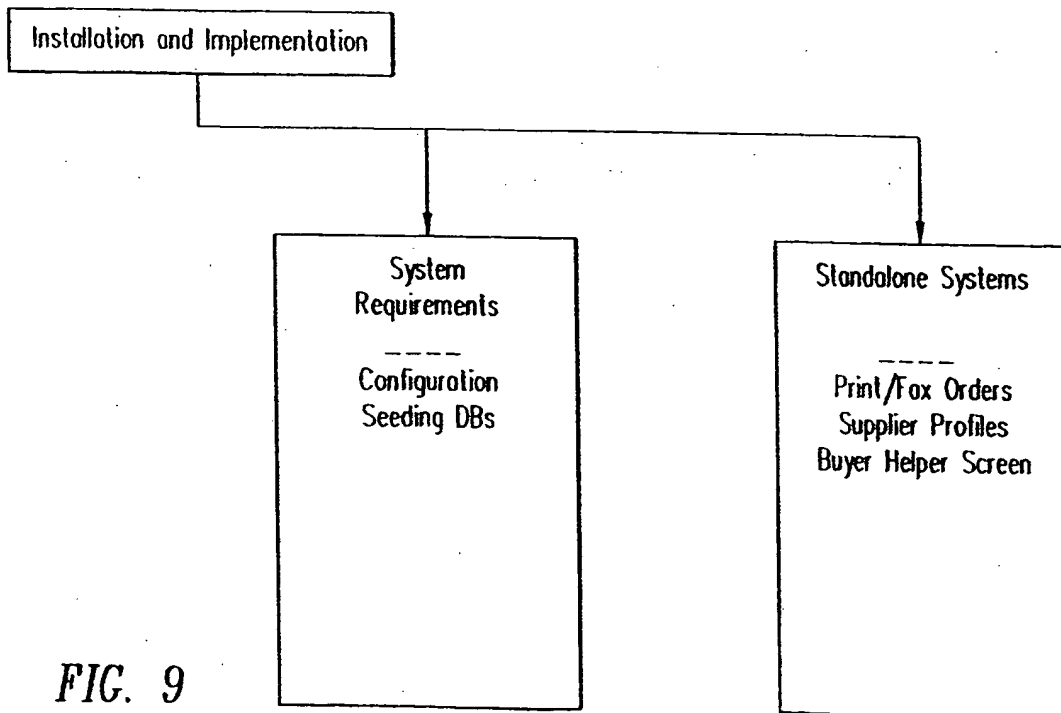 Installation and Implementation
System
Requirements
----
Configuration
Seeding DBs
Standalone Systems
----
Print/Fax Orders
Supplier Profiles
Buyer Helper Screen
FIG. 9